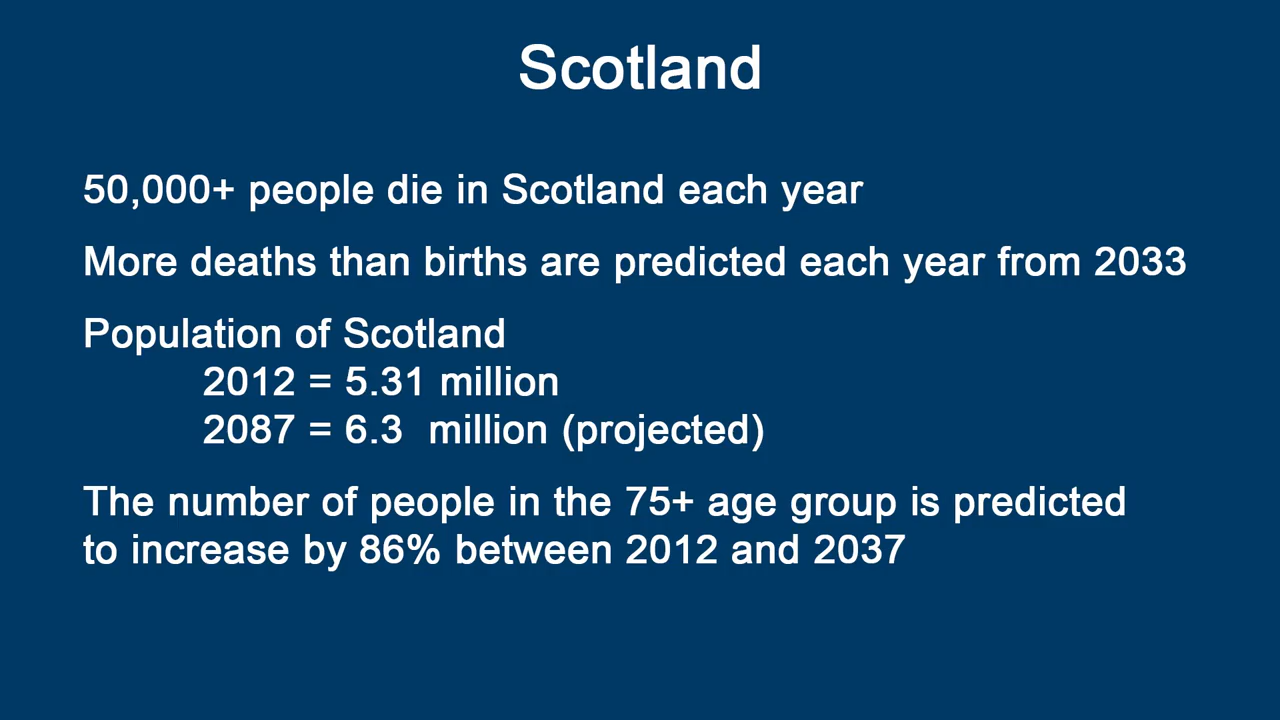 Scotland
50,000+ people die in Scotland each year
More deaths than births are predicted each year from 2033
Population of Scotland
2012 = 5.31 million
2087 = 6.3 million (projected)
The number of people in the 75+ age group is predicted
to increase by 86% between 2012 and 2037